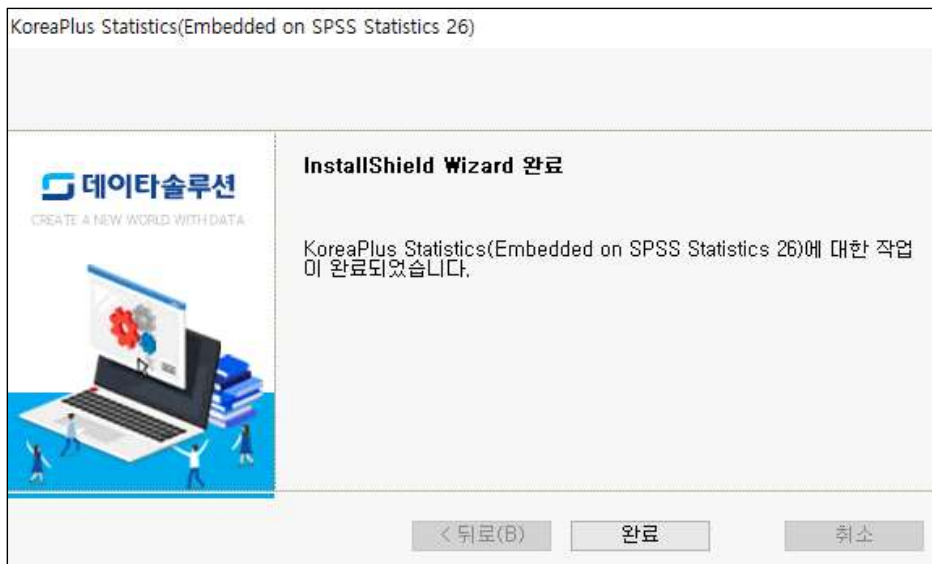 KoreaPlus Statistics(Embedded on SPSS Statistics 26)
데이타솔루션
CREATE A NEW WORLD WITH DATA
InstallShield Wizard 완료
KoreaPlus Statistics(Embedded on SPSS Statistics 26)에 대한 작업
이 완료되었습니다.
< 뒤로(B)
완료
취소